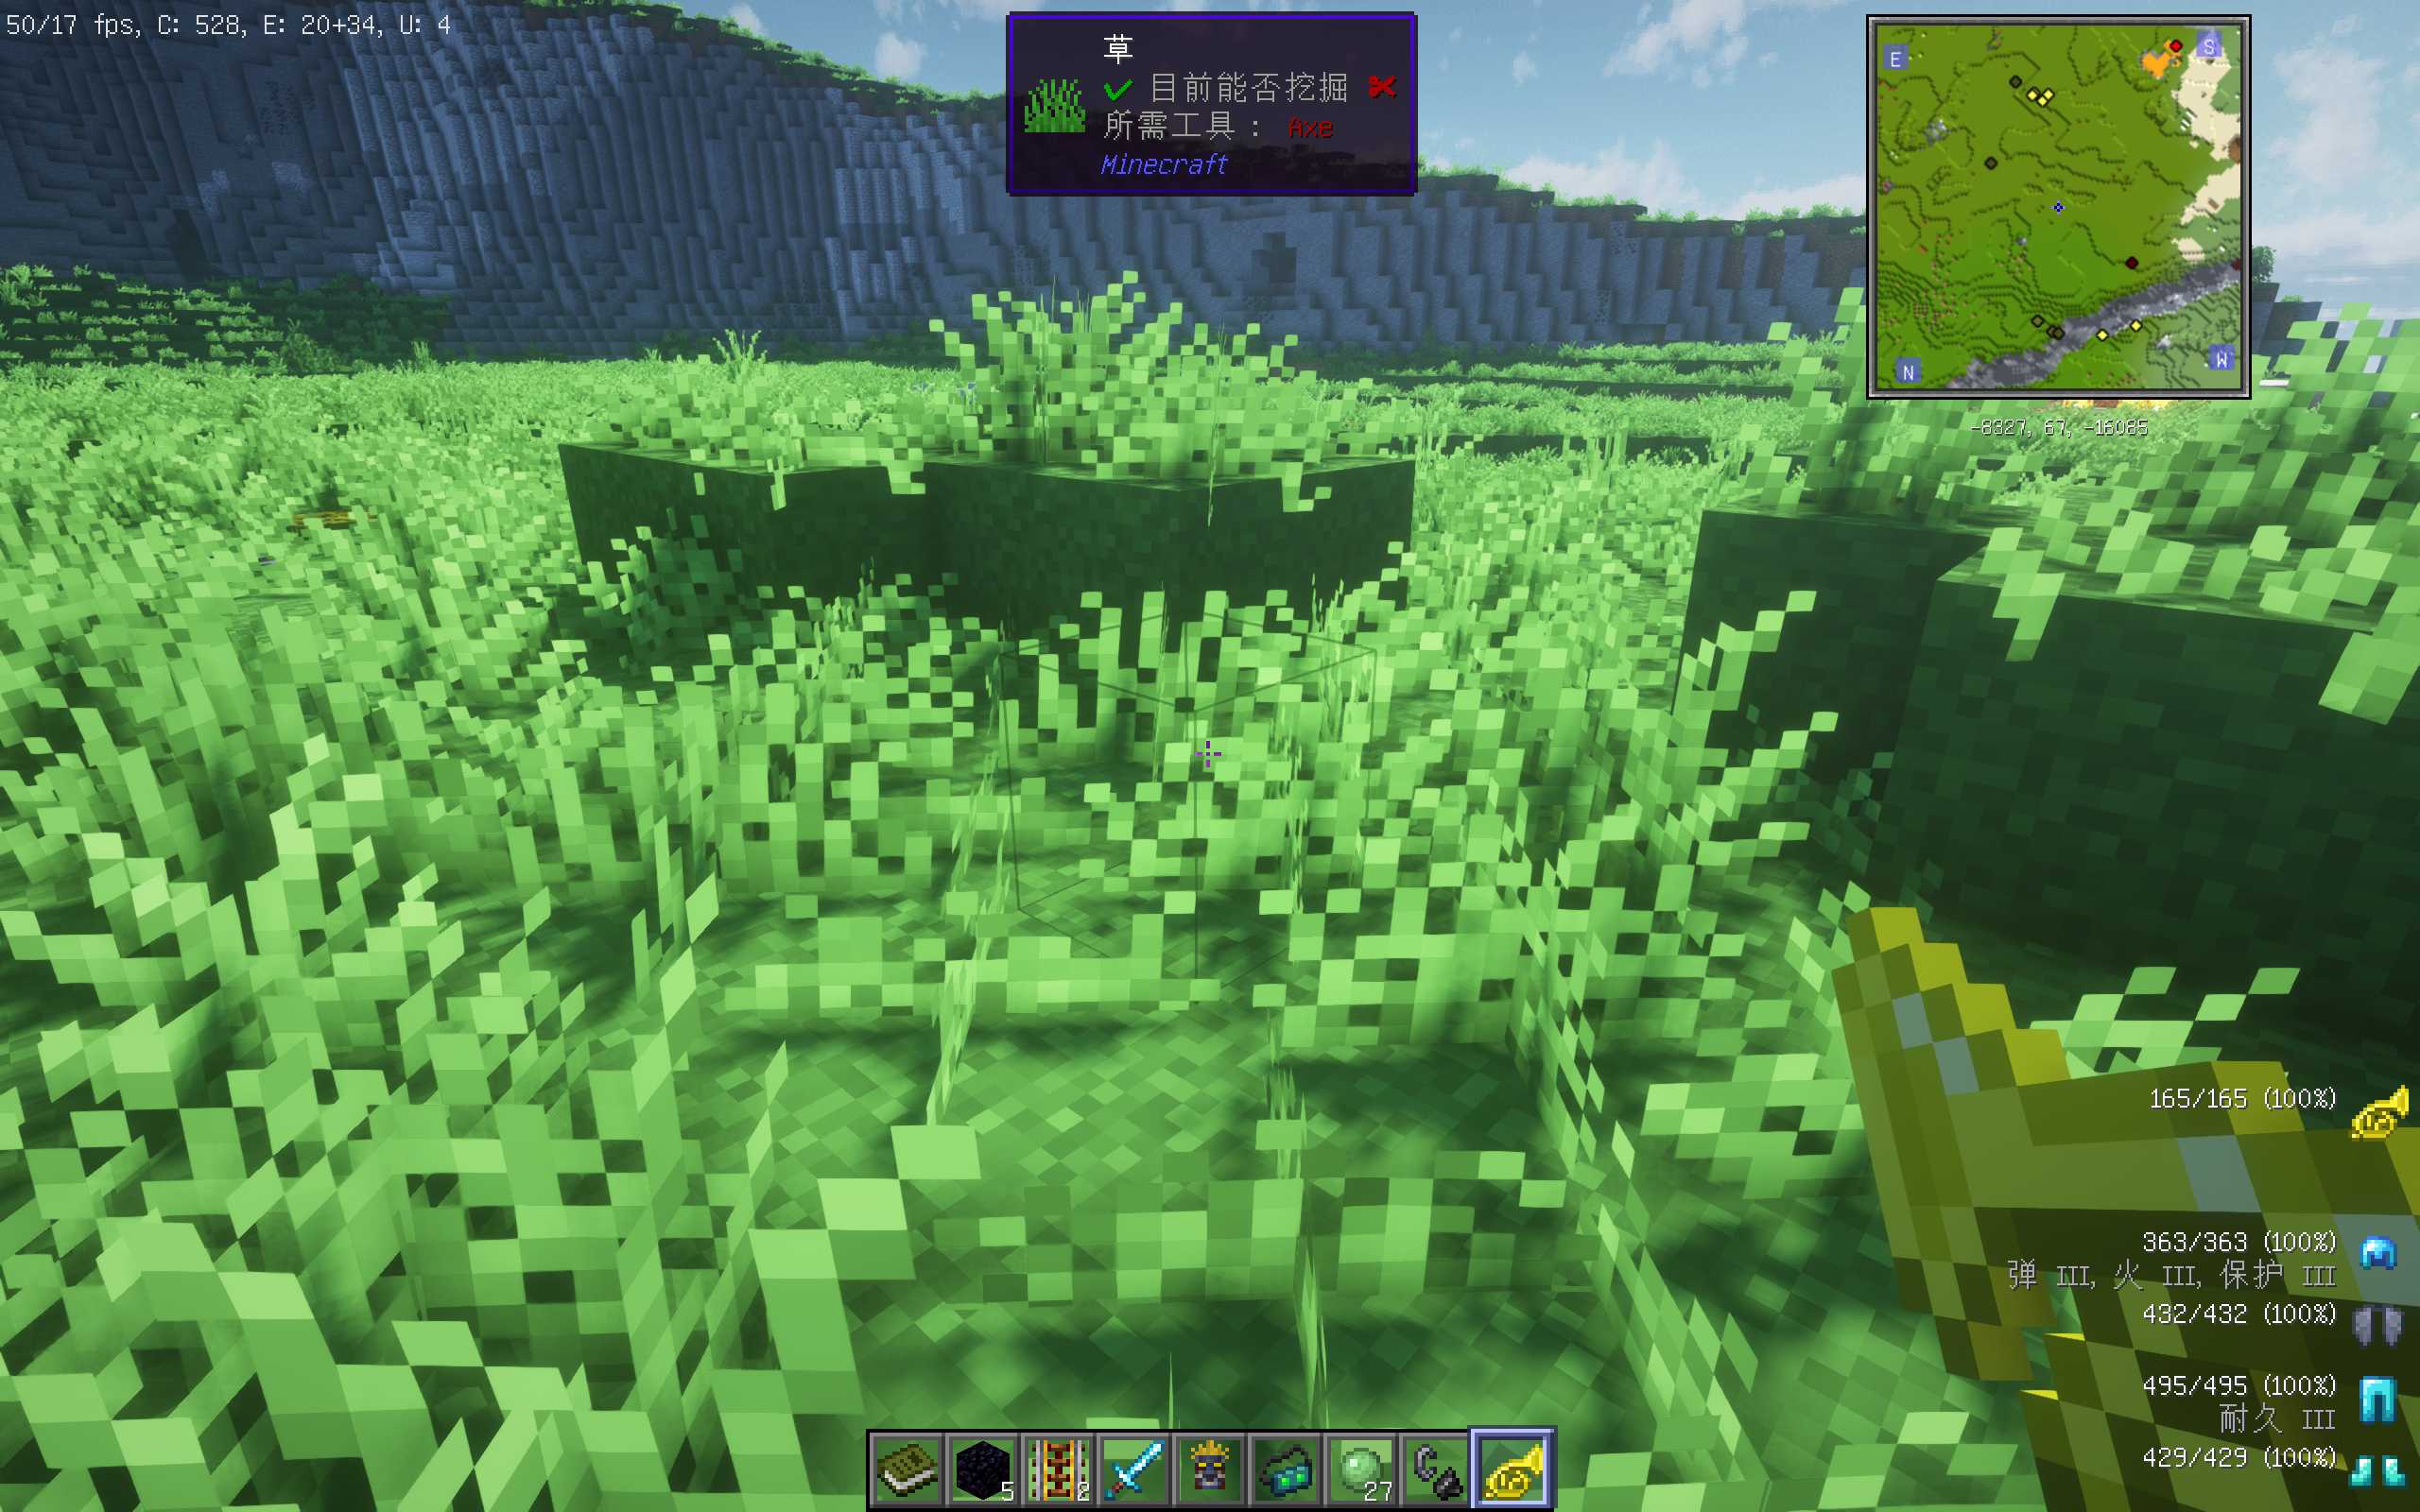 50/17 fps, C: 528, E: 20+34, U: 4
草
目前能否挖掘
所需工具： Axe
Minecraft
E
S
N
W
-8327, 67, -16085
165/165 (100%)
363/363 (100%)
弹 III, 火 III, 保护 III
432/432 (100%)
495/495 (100%)
耐久 III
429/429 (100%)
5
27